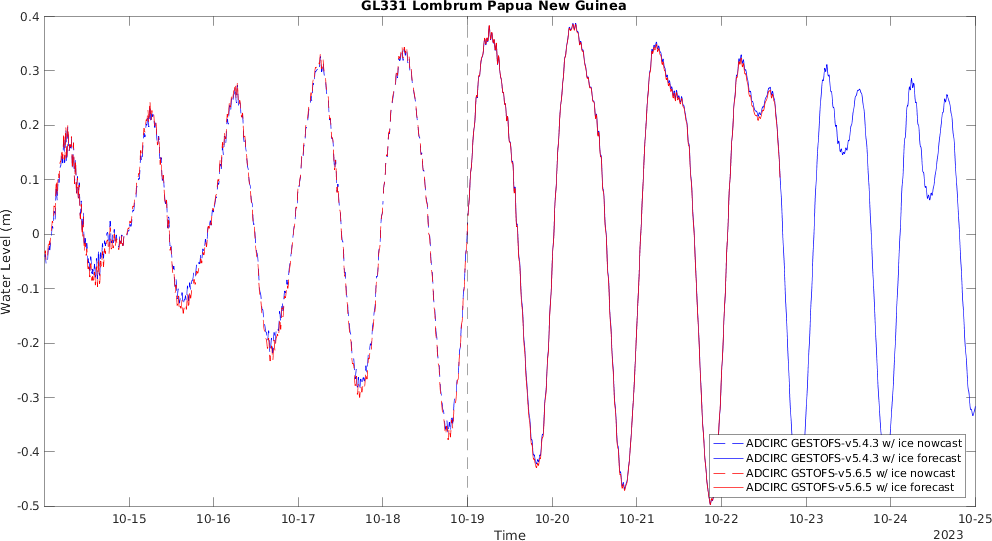 GL331 Lombrum Papua New Guinea
0.4
0.3
0.2
0.1
0
-0.1
-0.2
-0.3
-0.4
-0.5
Water Level (m)
ADCIRC GESTOFS-v5.4.3 w/ ice nowcast
ADCIRC GESTOFS-v5.4.3 w/ ice forecast
ADCIRC GSTOFS-v5.6.5 w/ ice nowcast
ADCIRC GSTOFS-v5.6.5 w/ ice forecast
10-15 10-16 10-17 10-18 10-19 10-20 10-21 10-22 10-23 10-24 10-25
Time
2023